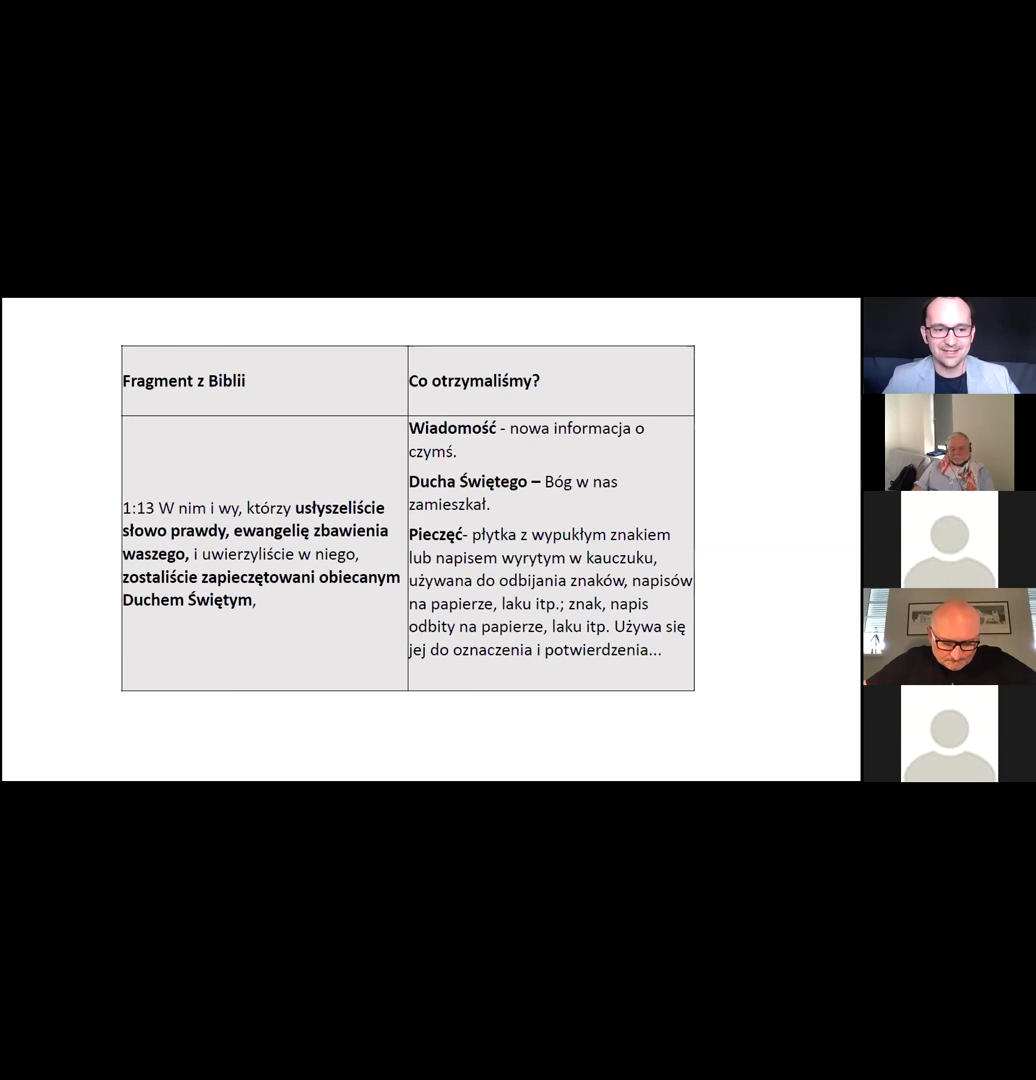 Fragment z Biblii
Co otrzymaliśmy?
1:13 W nim i wy, którzy usłyszeliście
słowo prawdy, ewangelię zbawienia
waszego, i uwierzyliście w niego,
zostaliście zapieczętowani obiecanym
Duchem Świętym,
Wiadomość - nowa informacja o
czymś.
Ducha Świętego – Bóg w nas
zamieszkał.
Pieczęć- płytka z wypukłym znakiem
lub napisem wyrytym w kauczuku,
używana do odbijania znaków, napisów
na papierze, laku itp.; znak, napis
odbity na papierze, laku itp. Używa się
jej do oznaczenia i potwierdzenia...